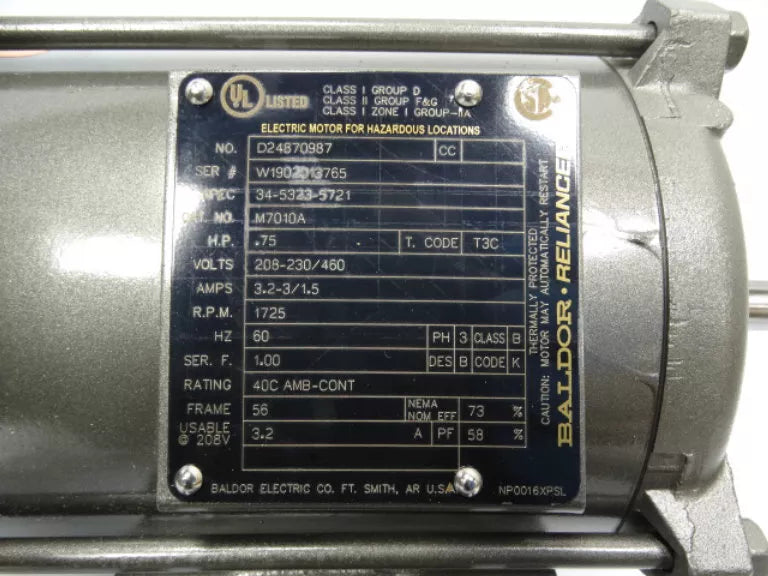 UL LISTED
CLASS I GROUP D
CLASS II GROUP F&G
CLASS I ZONE I GROUP-IIA
ELECTRIC MOTOR FOR HAZARDOUS LOCATIONS
NO. D24870987 CC
SER # W1902013765
SPEC 34-5323-5721
CAT. NO. M7010A
H.P. .75 T. CODE T3C
VOLTS 208-230/460
AMPS 3.2-3/1.5
R.P.M. 1725
HZ 60 PH 3 CLASS B
SER. F. 1.00 DES B CODE K
RATING 40C AMB-CONT
FRAME 56 NEMA NOM EFF 73 %
USABLE @ 208V 3.2 A PF 58 %
BALDOR ELECTRIC CO. FT. SMITH, AR U.S.A. NP0016XPSL
THERMALLY PROTECTED
CAUTION: MOTOR MAY AUTOMATICALLY RESTART
BALDOR • RELIANCE